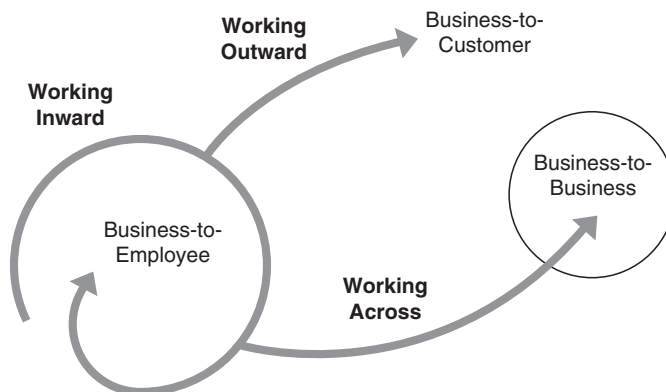 Working
Outward
Business-to-
Customer
Working
Inward
Business-to-
Employee
Business-to-
Business
Working
Across